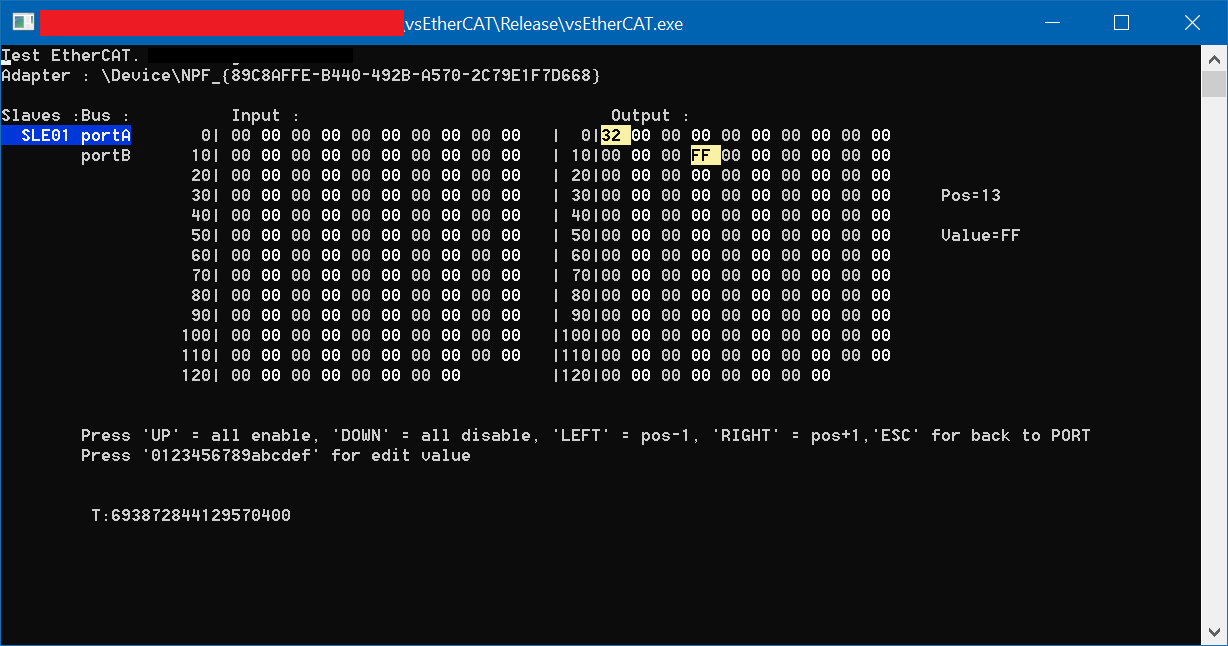 vsEtherCAT\Release\vsEtherCAT.exe
Test EtherCAT.
Adapter : \Device\NPF_{89C8AFFE-B440-492B-A570-2C79E1F7D668}
Slaves :Bus : Input : Output :
SLE01 portA 0| 00 00 00 00 00 00 00 00 00 00 | 0|32 00 00 00 00 00 00 00 00 00
portB 10| 00 00 00 00 00 00 00 00 00 00 | 10|00 00 00 FF 00 00 00 00 00 00
20| 00 00 00 00 00 00 00 00 00 00 | 20|00 00 00 00 00 00 00 00 00 00
30| 00 00 00 00 00 00 00 00 00 00 | 30|00 00 00 00 00 00 00 00 00 00 Pos=13
40| 00 00 00 00 00 00 00 00 00 00 | 40|00 00 00 00 00 00 00 00 00 00
50| 00 00 00 00 00 00 00 00 00 00 | 50|00 00 00 00 00 00 00 00 00 00 Value=FF
60| 00 00 00 00 00 00 00 00 00 00 | 60|00 00 00 00 00 00 00 00 00 00
70| 00 00 00 00 00 00 00 00 00 00 | 70|00 00 00 00 00 00 00 00 00 00
80| 00 00 00 00 00 00 00 00 00 00 | 80|00 00 00 00 00 00 00 00 00 00
90| 00 00 00 00 00 00 00 00 00 00 | 90|00 00 00 00 00 00 00 00 00 00
100| 00 00 00 00 00 00 00 00 00 00 |100|00 00 00 00 00 00 00 00 00 00
110| 00 00 00 00 00 00 00 00 00 00 |110|00 00 00 00 00 00 00 00 00 00
120| 00 00 00 00 00 00 00 00 |120|00 00 00 00 00 00 00 00
Press 'UP' = all enable, 'DOWN' = all disable, 'LEFT' = pos-1, 'RIGHT' = pos+1,'ESC' for back to PORT
Press '0123456789abcdef' for edit value
T:693872844129570400